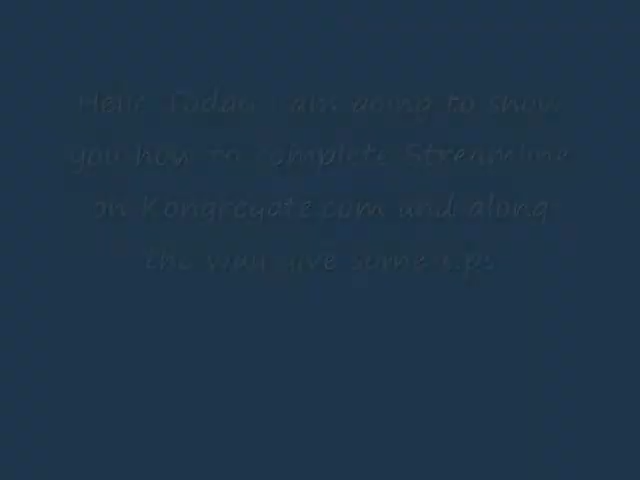 Hello Today I am going to show
you how to complete Streamline
on Kongregate.com and along
the way give some tips